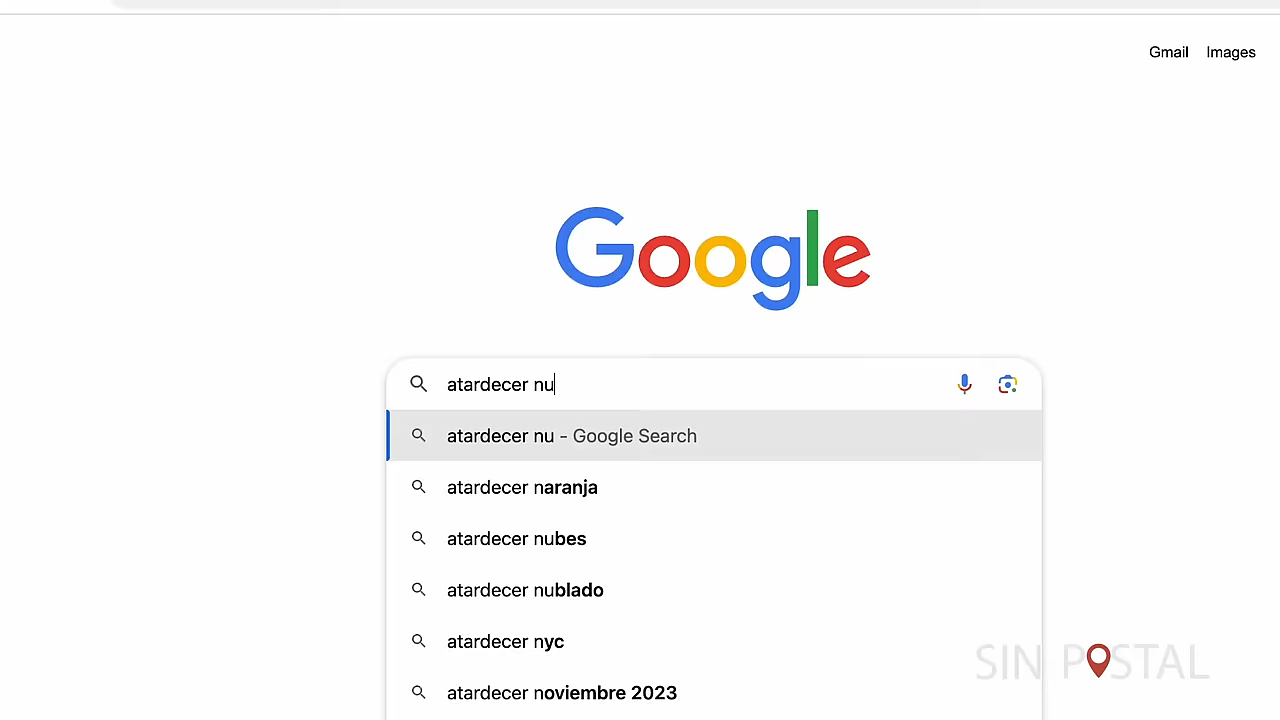 Gmail Images
Google
atardecer nu
atardecer nu - Google Search
atardecer naranja
atardecer nubes
atardecer nublado
atardecer nyc
atardecer noviembre 2023
SIN POSTAL